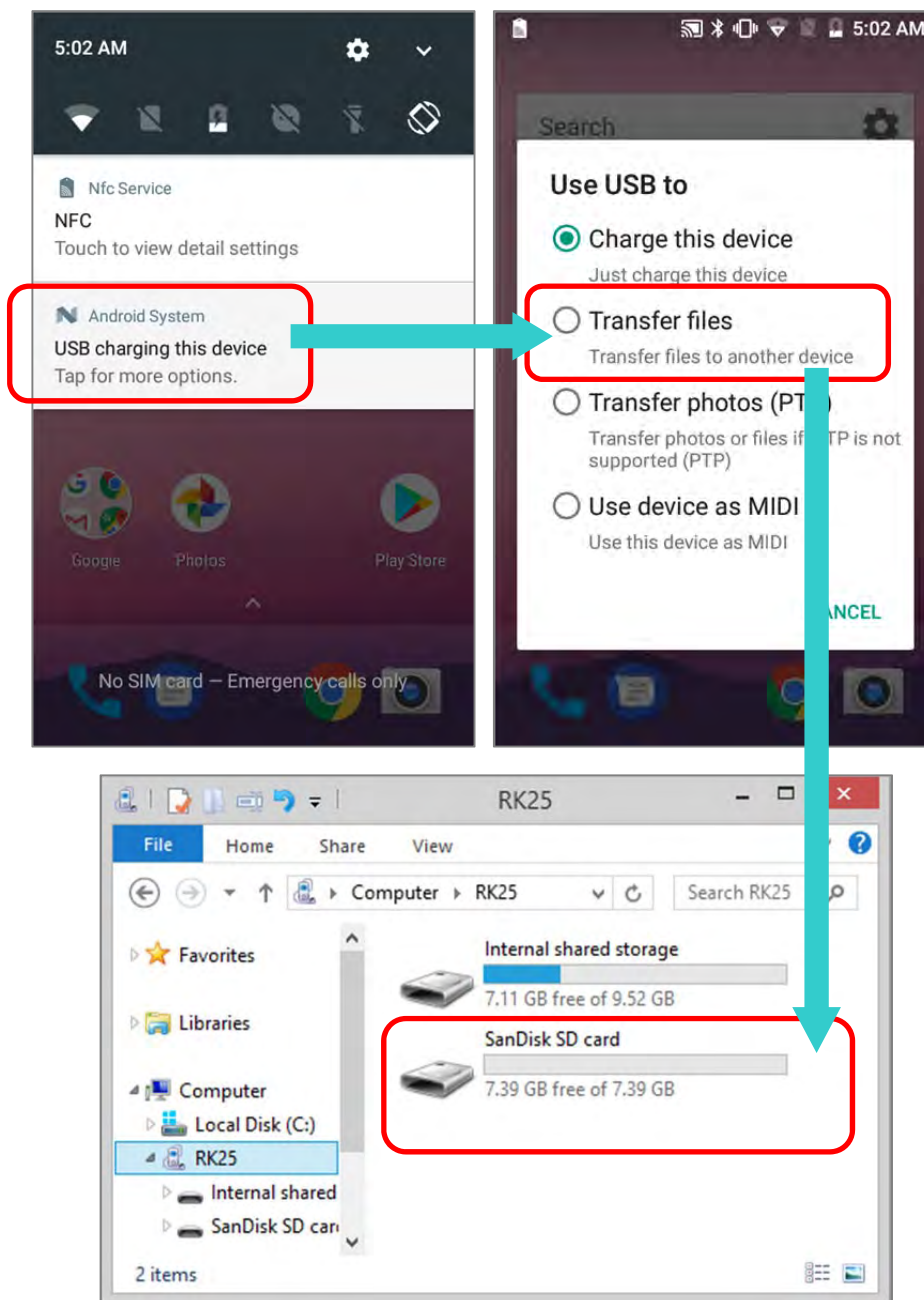 5:02 AM
Nfc Service
NFC
Touch to view detail settings
Android System
USB charging this device
Tap for more options.
Google
Photos
Play Store
No SIM card — Emergency calls only
5:02 AM
Search
Use USB to
Charge this device
Just charge this device
Transfer files
Transfer files to another device
Transfer photos (PT )
Transfer photos or files if TP is not
supported (PTP)
Use device as MIDI
Use this device as MIDI
ANCEL
RK25
File Home Share View
Computer RK25
Search RK25
Favorites
Libraries
Computer
Local Disk (C:)
RK25
Internal shared
SanDisk SD car
Internal shared storage
7.11 GB free of 9.52 GB
SanDisk SD card
7.39 GB free of 7.39 GB
2 items